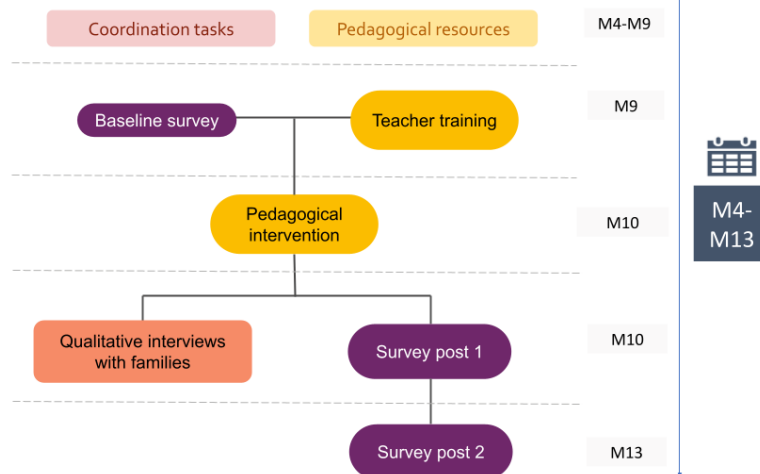 Coordination tasks
Pedagogical resources
M4-M9
Baseline survey
Teacher training
M9
Pedagogical
intervention
M10
M4-
M13
Qualitative interviews
with families
Survey post 1
M10
Survey post 2
M13